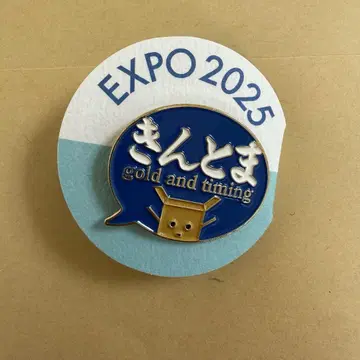 EXPO2025
きんとま
gold and timing